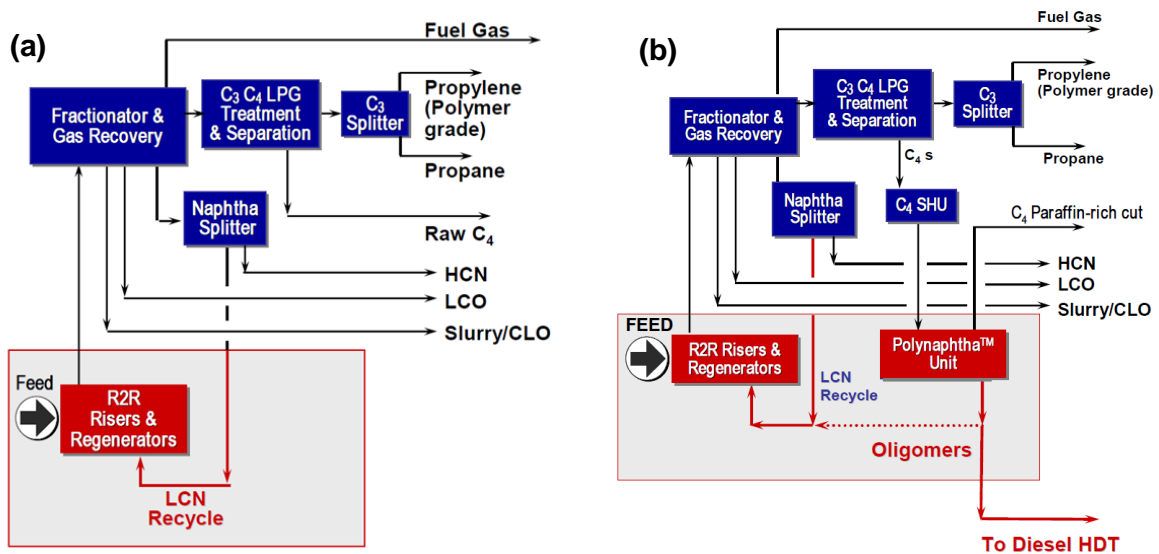 (a)
Fuel Gas
Fractionator &
Gas Recovery
C3 C4 LPG
Treatment
& Separation
C3
Splitter
Propylene
(Polymer
grade)
Propane
Naphtha
Splitter
Raw C4
HCN
LCO
Slurry/CLO
Feed
R2R
Risers &
Regenerators
LCN
Recycle
(b)
Fuel Gas
Fractionator &
Gas Recovery
C3 C4 LPG
Treatment
& Separation
C3
Splitter
Propylene
(Polymer grade)
Propane
C4 s
Naphtha
Splitter
C4 SHU
C4 Paraffin-rich cut
HCN
LCO
Slurry/CLO
FEED
R2R Risers &
Regenerators
Polynaphtha™
Unit
LCN
Recycle
Oligomers
To Diesel HDT